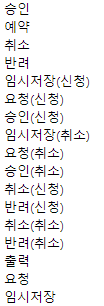 승인
예약
취소
반려
임시저장(신청)
요청(신청)
승인(신청)
임시저장(취소)
요청(취소)
승인(취소)
취소(신청)
반려(신청)
취소(취소)
반려(취소)
출력
요청
임시저장